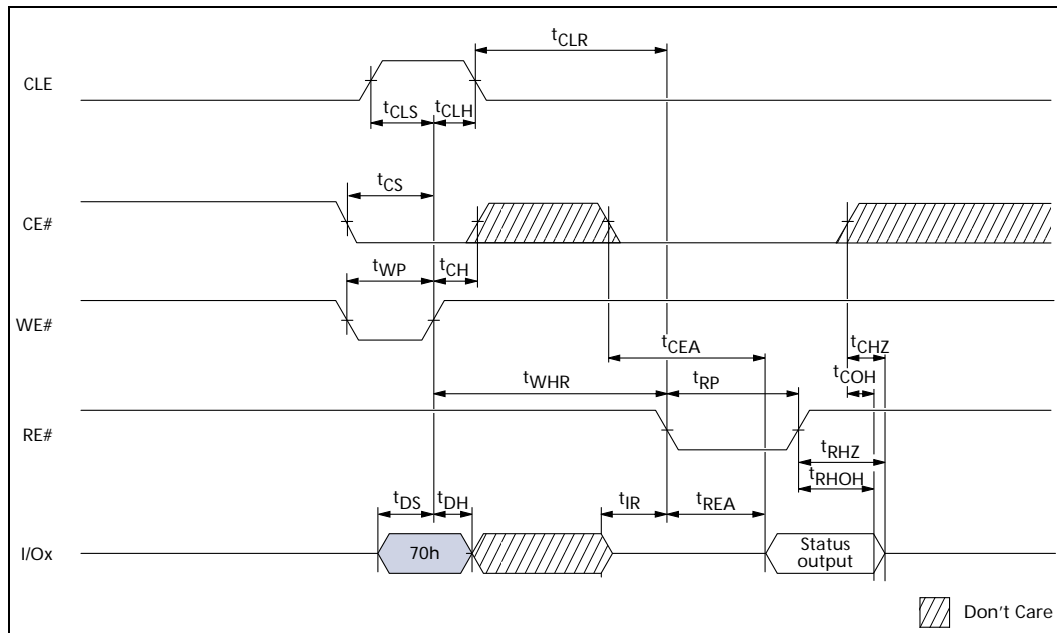 tCLR
CLE
tCLS tCLH
tCS
CE#
tWP tCH
WE#
tCEA tCHZ
tWHR tRP tCOH
RE#
tRHZ
tRHOH
tDS tDH tIR tREA
I/Ox 70h Status output
Don't Care